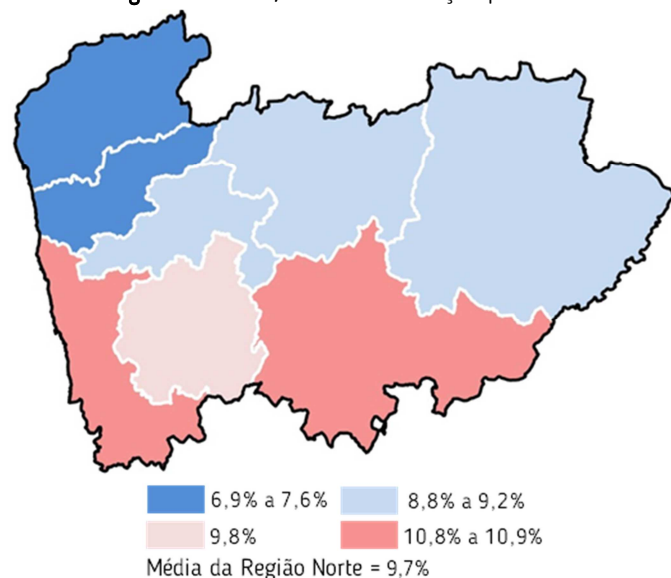 6,9% a 7,6% 8,8% a 9,2%
9,8% 10,8% a 10,9%
Média da Região Norte = 9,7%